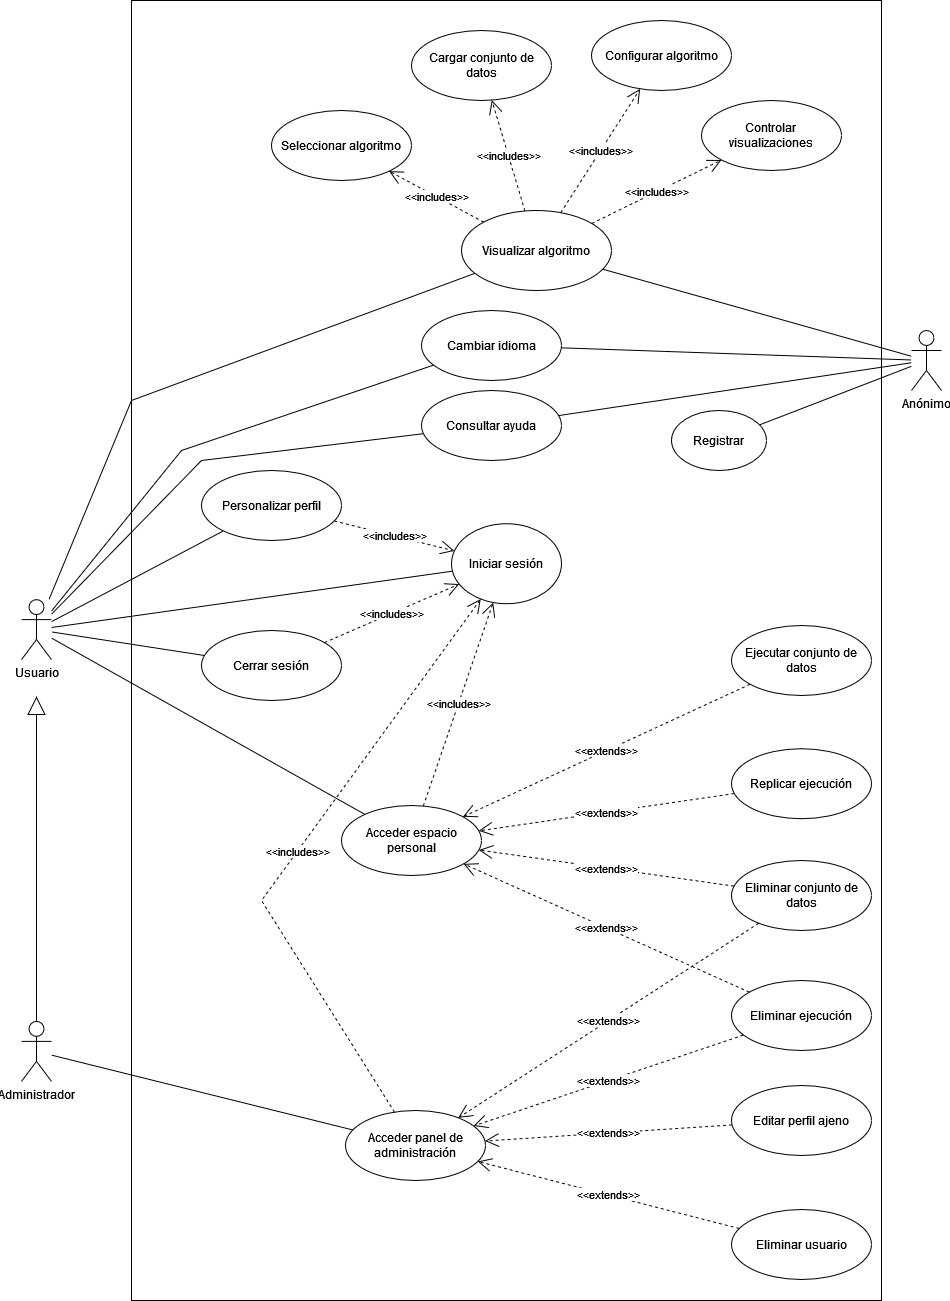 Cargar conjunto de
datos
Configurar algoritmo
Controlar
visualizaciones
Seleccionar algoritmo
<<includes>>
<<includes>>
<<includes>>
<<includes>>
Visualizar algoritmo
Cambiar idioma
Anónimo
Consultar ayuda
Registrar
Personalizar perfil
<<includes>>
Iniciar sesión
<<includes>>
Cerrar sesión
Usuario
Ejecutar conjunto de
datos
<<includes>>
<<extends>>
Replicar ejecución
<<extends>>
Acceder espacio
personal
<<includes>>
<<extends>>
Eliminar conjunto de
datos
<<extends>>
Eliminar ejecución
<<extends>>
<<extends>>
Administrador
Editar perfil ajeno
<<extends>>
Acceder panel de
administración
<<extends>>
Eliminar usuario